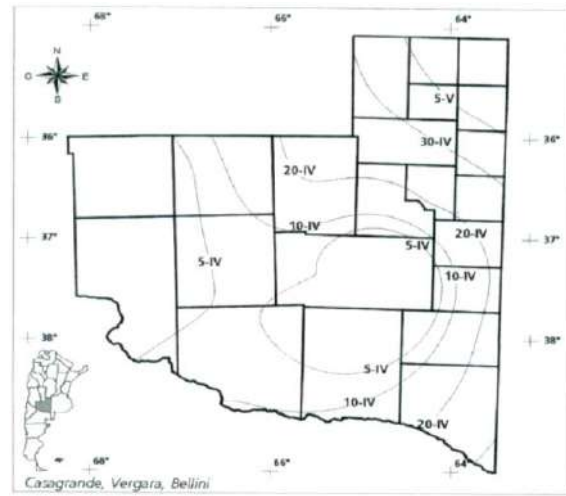 68° 66° 64°
N
O E
S
5-V
36° 30-IV 36°
20-IV
10-IV 20-IV
37° 5-IV 37°
5-IV 10-IV
38° 38°
5-IV
10-IV
20-IV
68° 66° 64°
Casagrande, Vergara, Bellini